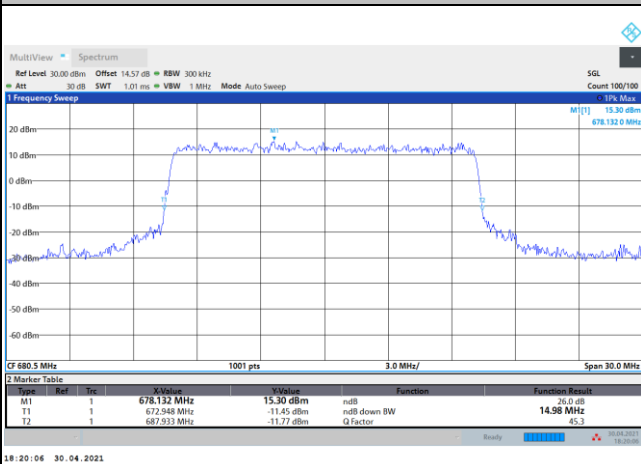 MultiView Spectrum
Ref Level 30.00 dBm Offset 14.57 dB RBW 300 kHz SGL
Att 30 dB SWT 1.01 ms VBW 1 MHz Mode Auto Sweep Count 100/100
1 Frequency Sweep 1Pk Max
M1[1] 15.30 dBm
678.132 0 MHz
M1
20 dBm
10 dBm
0 dBm
T1 T2
-10 dBm
-20 dBm
-30 dBm
-40 dBm
-50 dBm
-60 dBm
CF 680.5 MHz 1001 pts 3.0 MHz/ Span 30.0 MHz
2 Marker Table
Type Ref Trc X-Value Y-Value Function Function Result
M1 1 678.132 MHz 15.30 dBm ndB 26.0 dB
T1 1 672.948 MHz -11.45 dBm ndB down BW 14.98 MHz
T2 1 687.933 MHz -11.77 dBm Q Factor 45.3
Ready 30.04.2021
18:20:06
18:20:06 30.04.2021